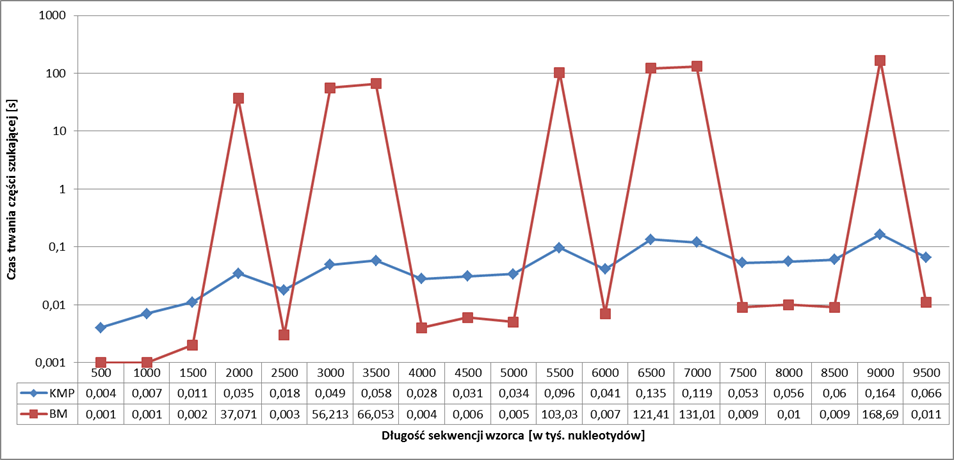 1000
100
10
1
0,1
0,01
0,001
Czas trwania części szukającej [s]
500 1000 1500 2000 2500 3000 3500 4000 4500 5000 5500 6000 6500 7000 7500 8000 8500 9000 9500
KMP 0,004 0,007 0,011 0,035 0,018 0,049 0,058 0,028 0,031 0,034 0,096 0,041 0,135 0,119 0,053 0,056 0,06 0,164 0,066
BM 0,001 0,001 0,002 37,071 0,003 56,213 66,053 0,004 0,006 0,005 103,03 0,007 121,41 131,01 0,009 0,01 0,009 168,69 0,011
Długość sekwencji wzorca [w tyś. nukleotydów]